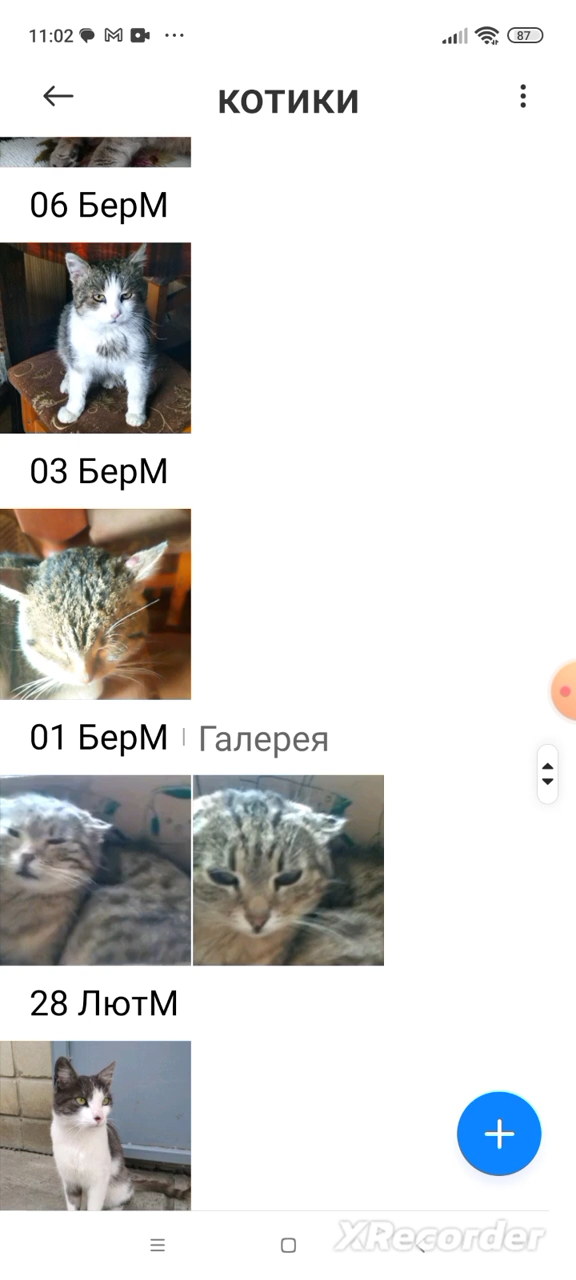 11:02
87
котики
06 БерМ
03 БерМ
01 БерМ | Галерея
28 ЛютМ
XRecorder